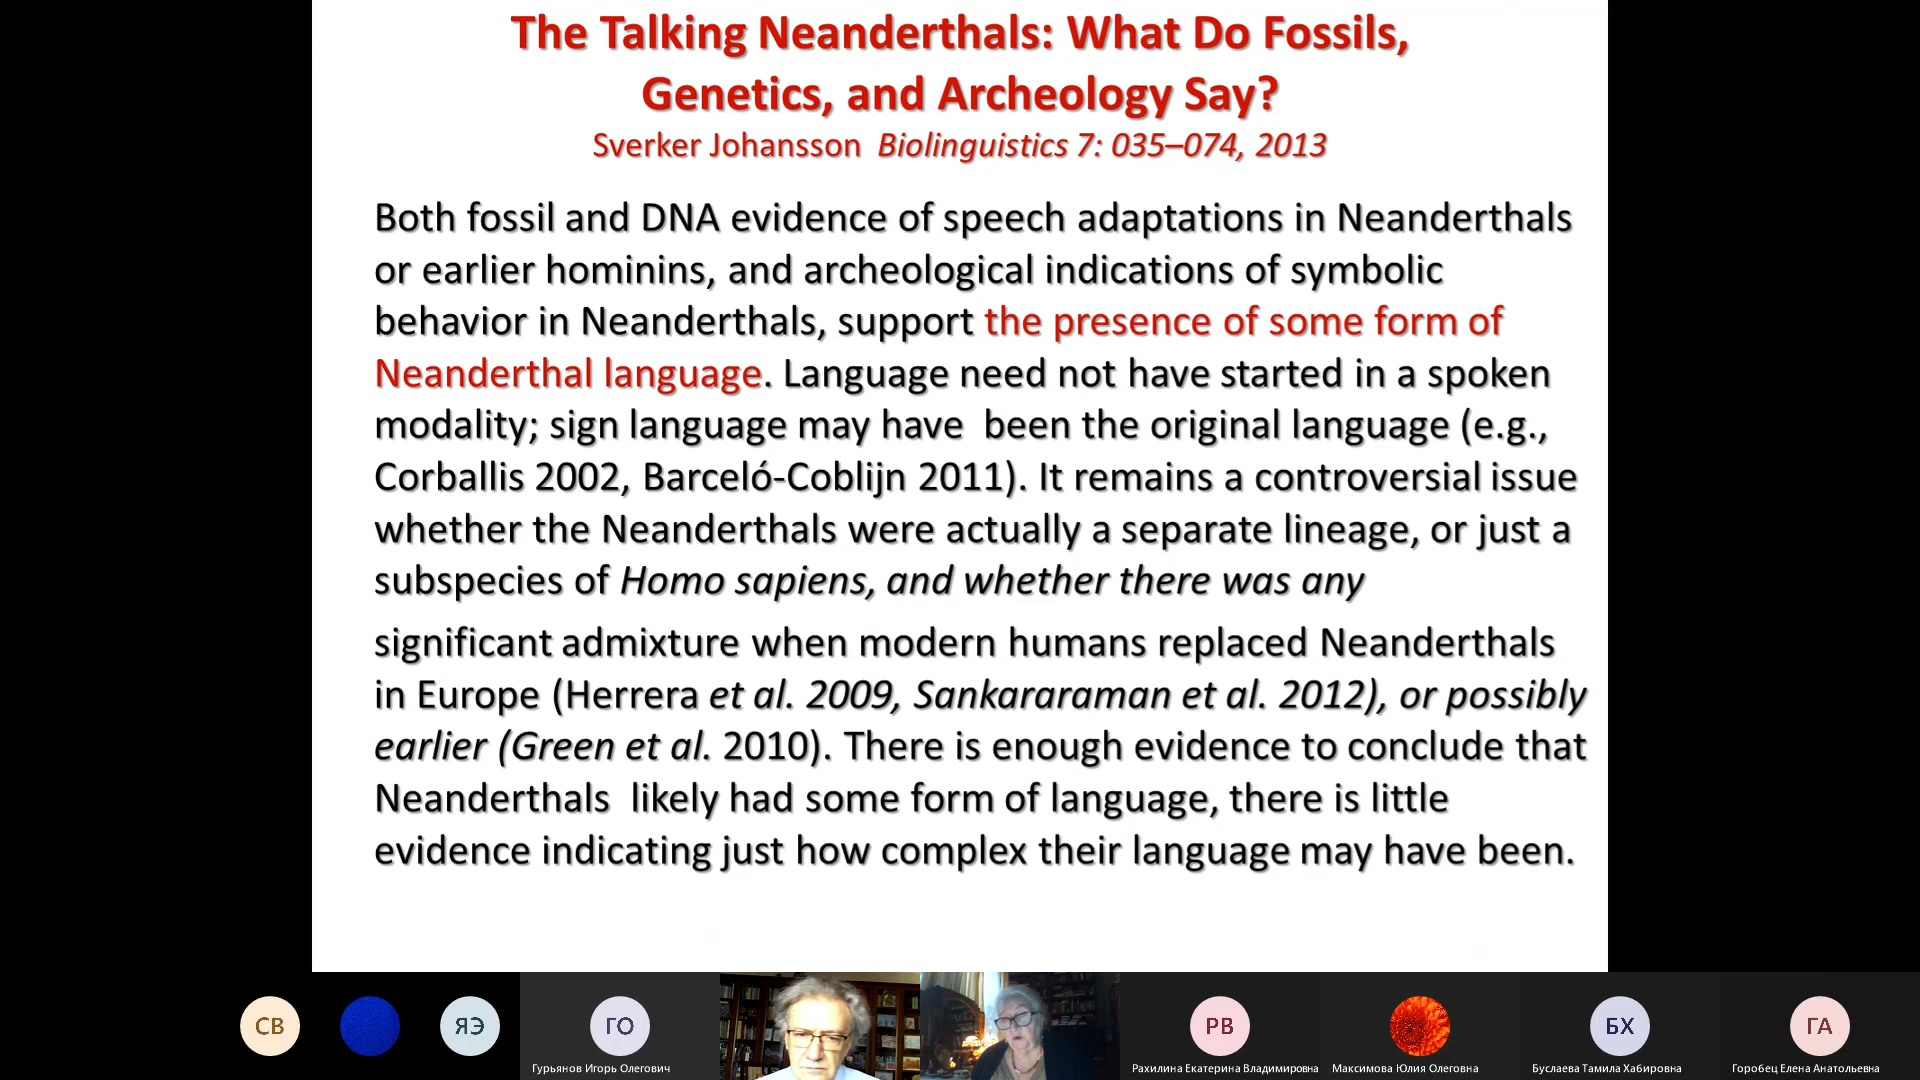 The Talking Neanderthals: What Do Fossils,
Genetics, and Archeology Say?
Sverker Johansson Biolinguistics 7: 035–074, 2013
Both fossil and DNA evidence of speech adaptations in Neanderthals
or earlier hominins, and archeological indications of symbolic
behavior in Neanderthals, support the presence of some form of
Neanderthal language. Language need not have started in a spoken
modality; sign language may have been the original language (e.g.,
Corballis 2002, Barceló-Coblijn 2011). It remains a controversial issue
whether the Neanderthals were actually a separate lineage, or just a
subspecies of Homo sapiens, and whether there was any
significant admixture when modern humans replaced Neanderthals
in Europe (Herrera et al. 2009, Sankararaman et al. 2012), or possibly
earlier (Green et al. 2010). There is enough evidence to conclude that
Neanderthals likely had some form of language, there is little
evidence indicating just how complex their language may have been.
СВ
ЯЭ
ГО
РВ
БХ
ГА
Гурьянов Игорь Олегович
Рахилина Екатерина Владимировна
Максимова Юлия Олеговна
Буслаева Тамила Хабировна
Горобец Елена Анатольевна